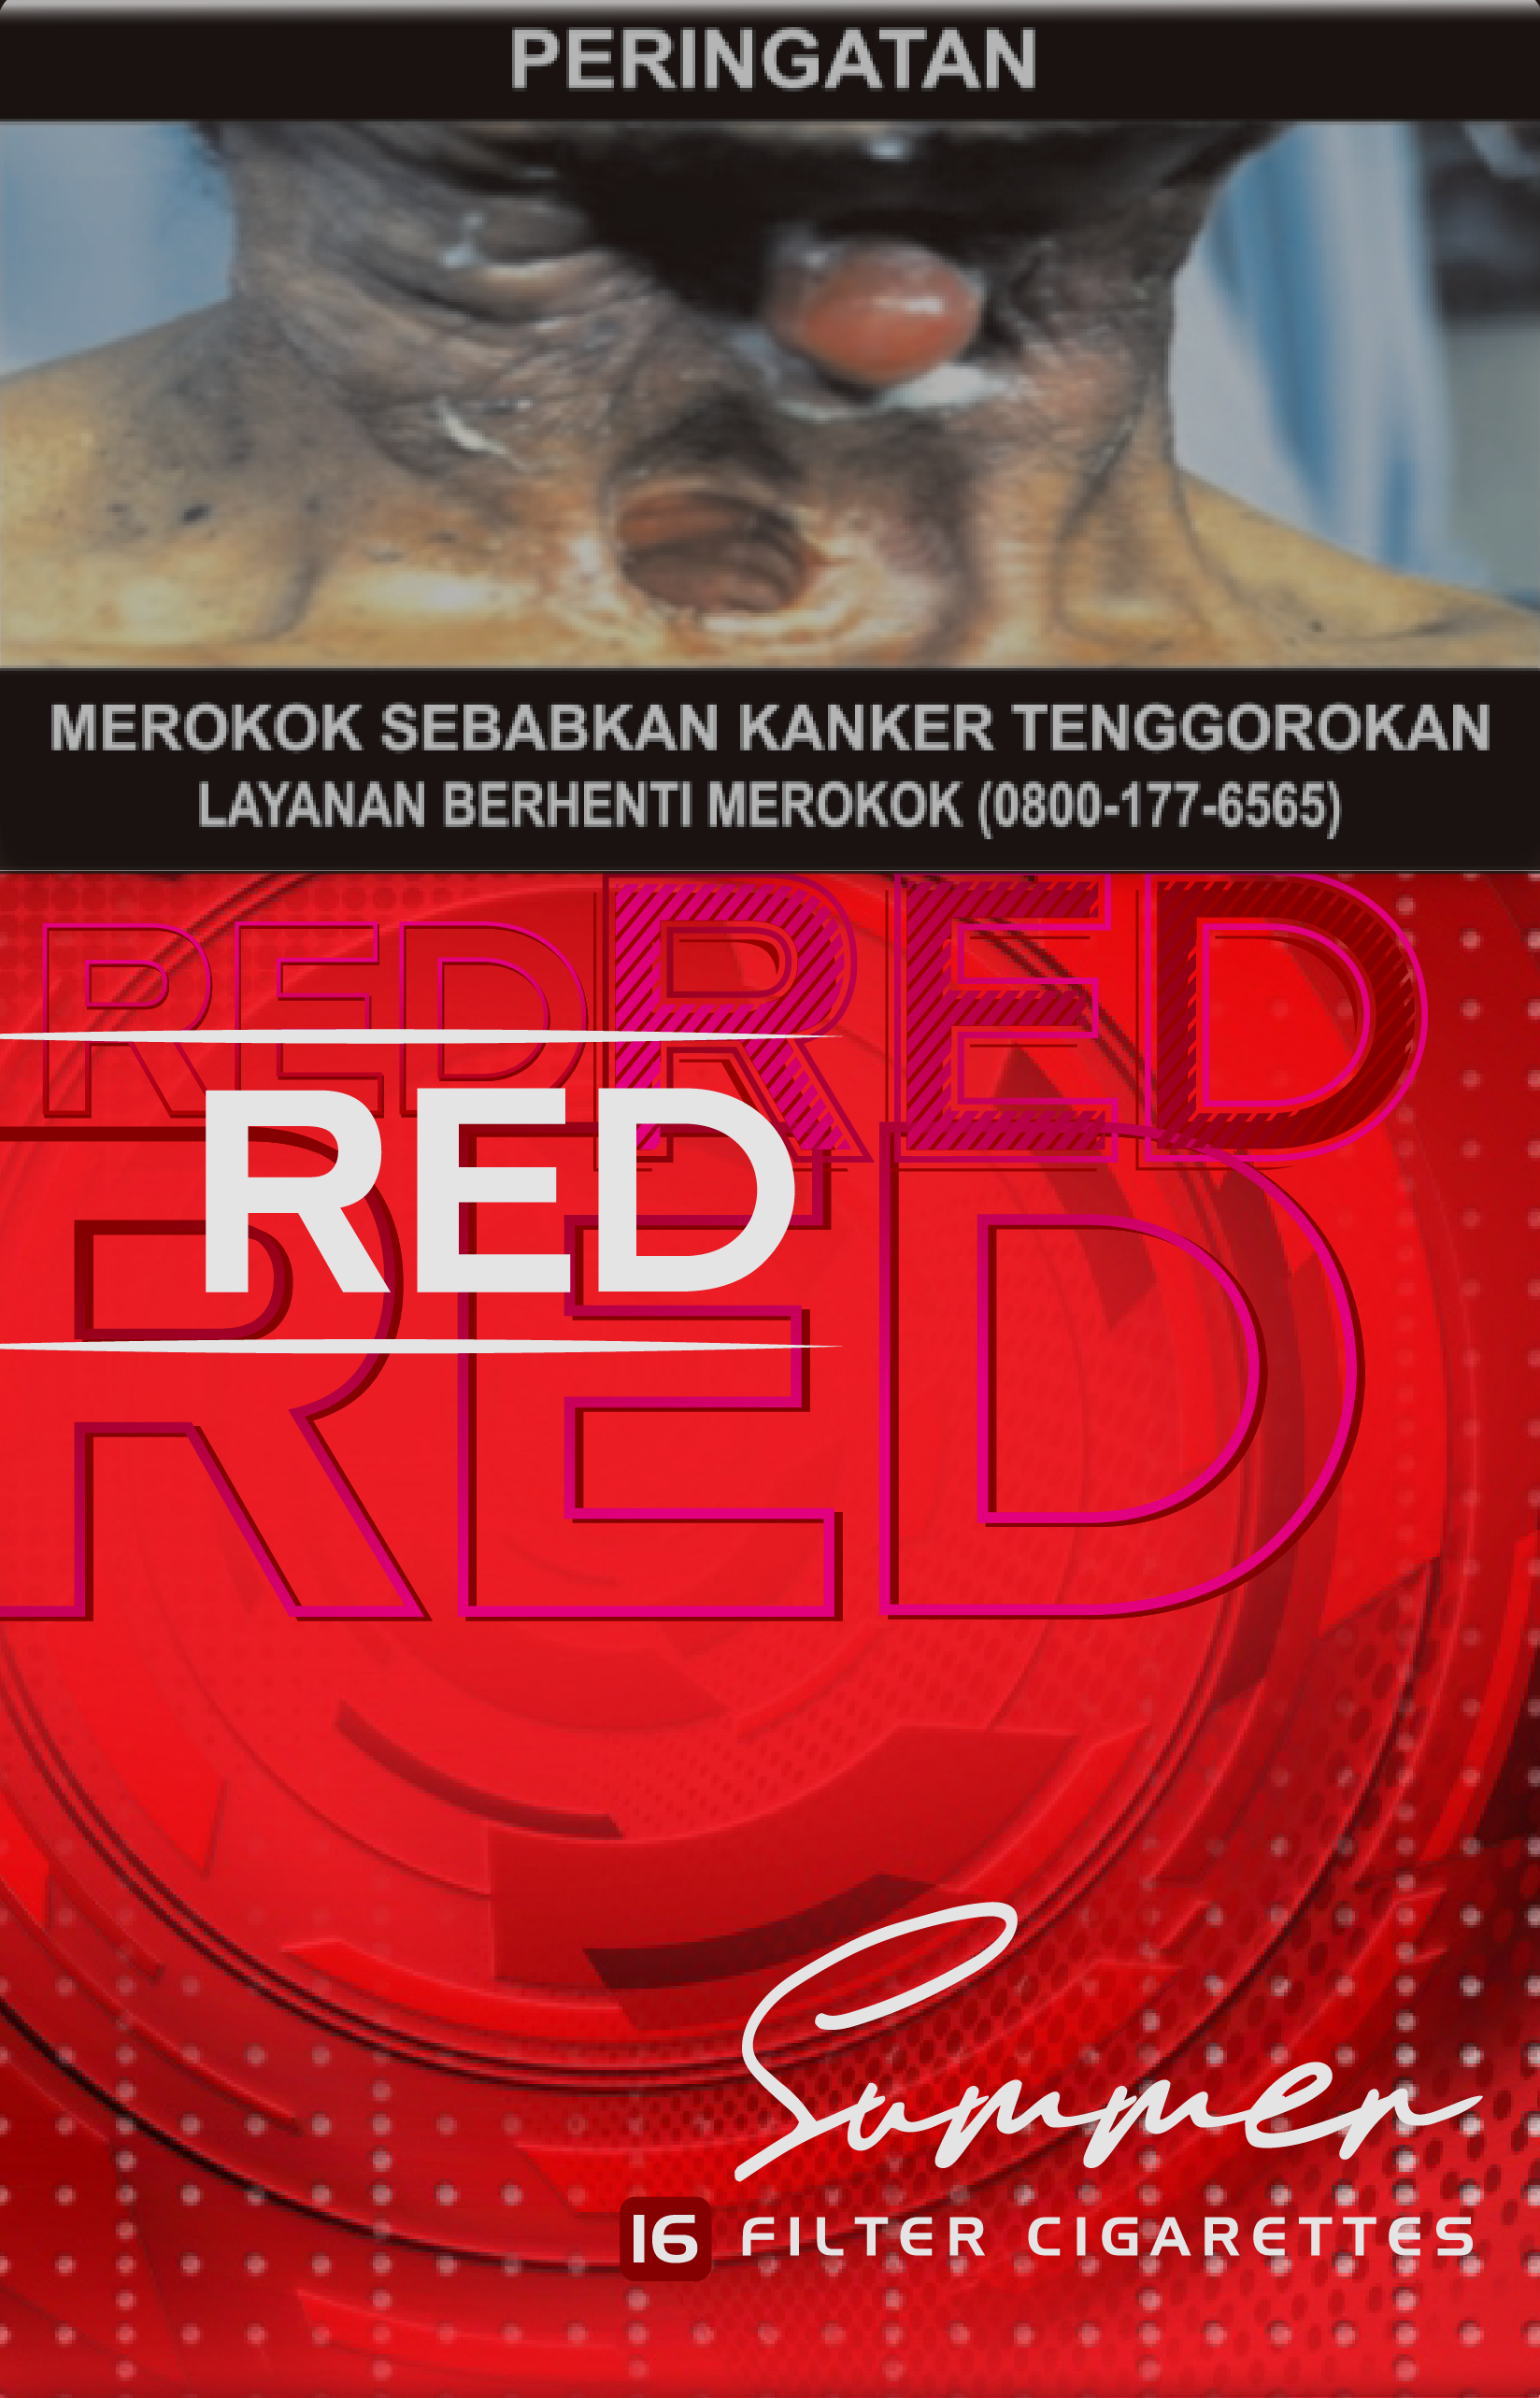 PERINGATAN
MEROKOK SEBABKAN KANKER TENGGOROKAN
LAYANAN BERHENTI MEROKOK (0800-177-6565)
RED RED
RED
RED
Summer
16 FILTER CIGARETTES